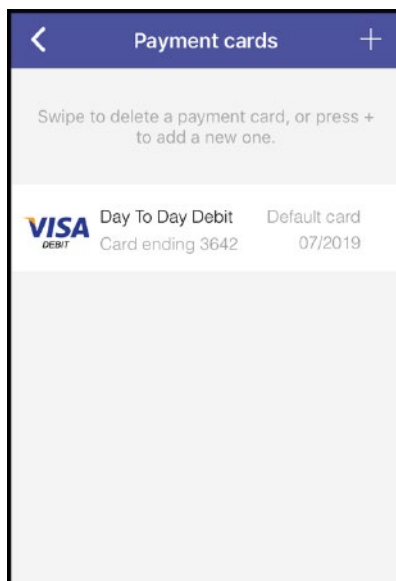 Payment cards
Swipe to delete a payment card, or press +
to add a new one.
VISA
DEBIT
Day To Day Debit
Default card
Card ending 3642
07/2019